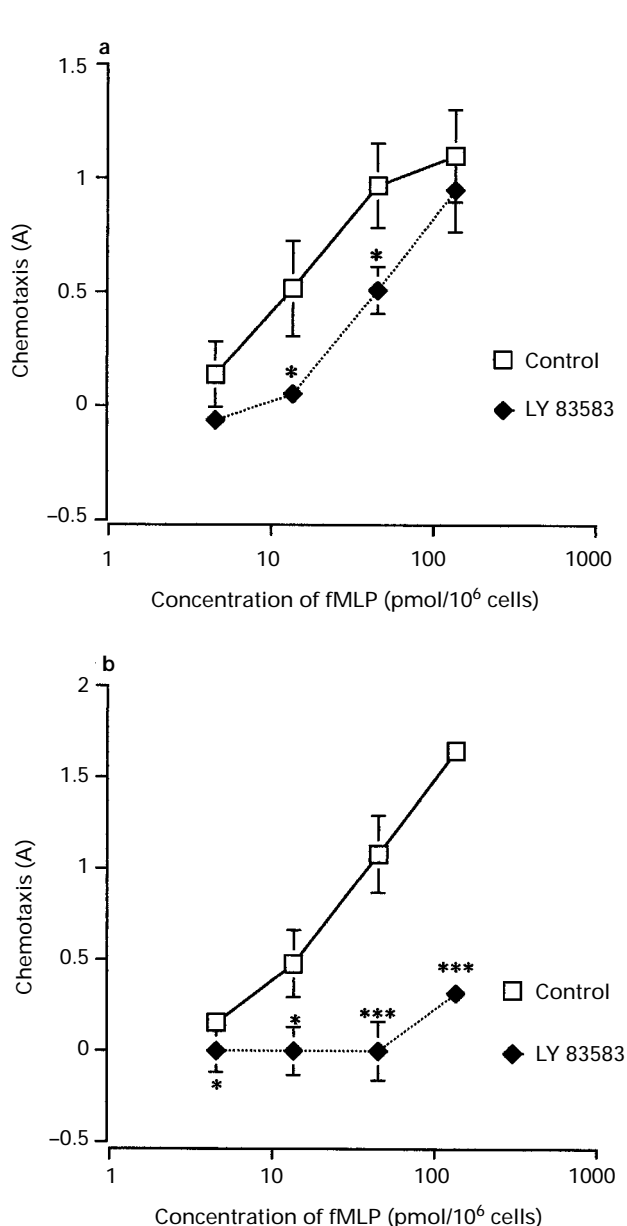 a
1.5
1
0.5
0
–0.5
Chemotaxis (A)
*
*
Control
LY 83583
1 10 100 1000
Concentration of fMLP (pmol/10⁶ cells)
b
2
1.5
1
0.5
0
–0.5
Chemotaxis (A)
***
***
*
*
Control
LY 83583
1 10 100 1000
Concentration of fMLP (pmol/10⁶ cells)